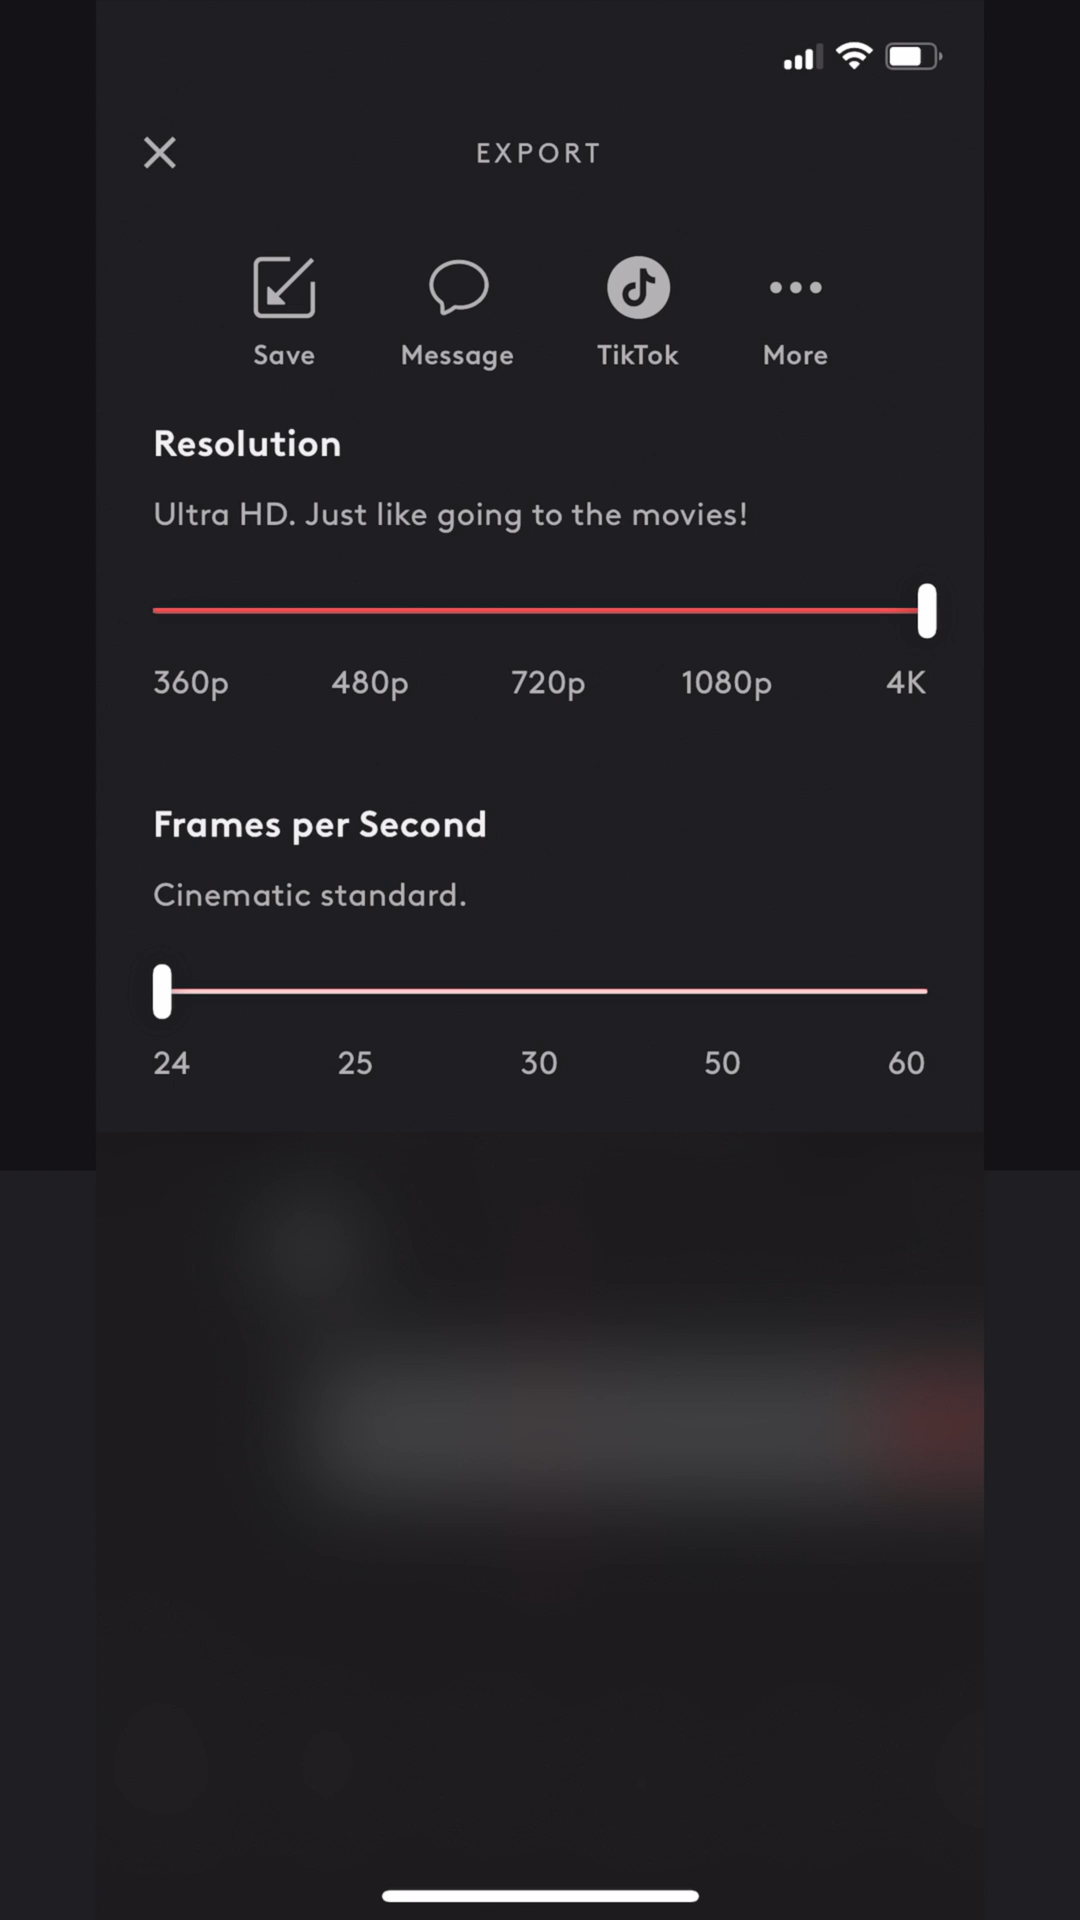 EXPORT
Save Message TikTok More
Resolution
Ultra HD. Just like going to the movies!
360p 480p 720p 1080p 4K
Frames per Second
Cinematic standard.
24 25 30 50 60